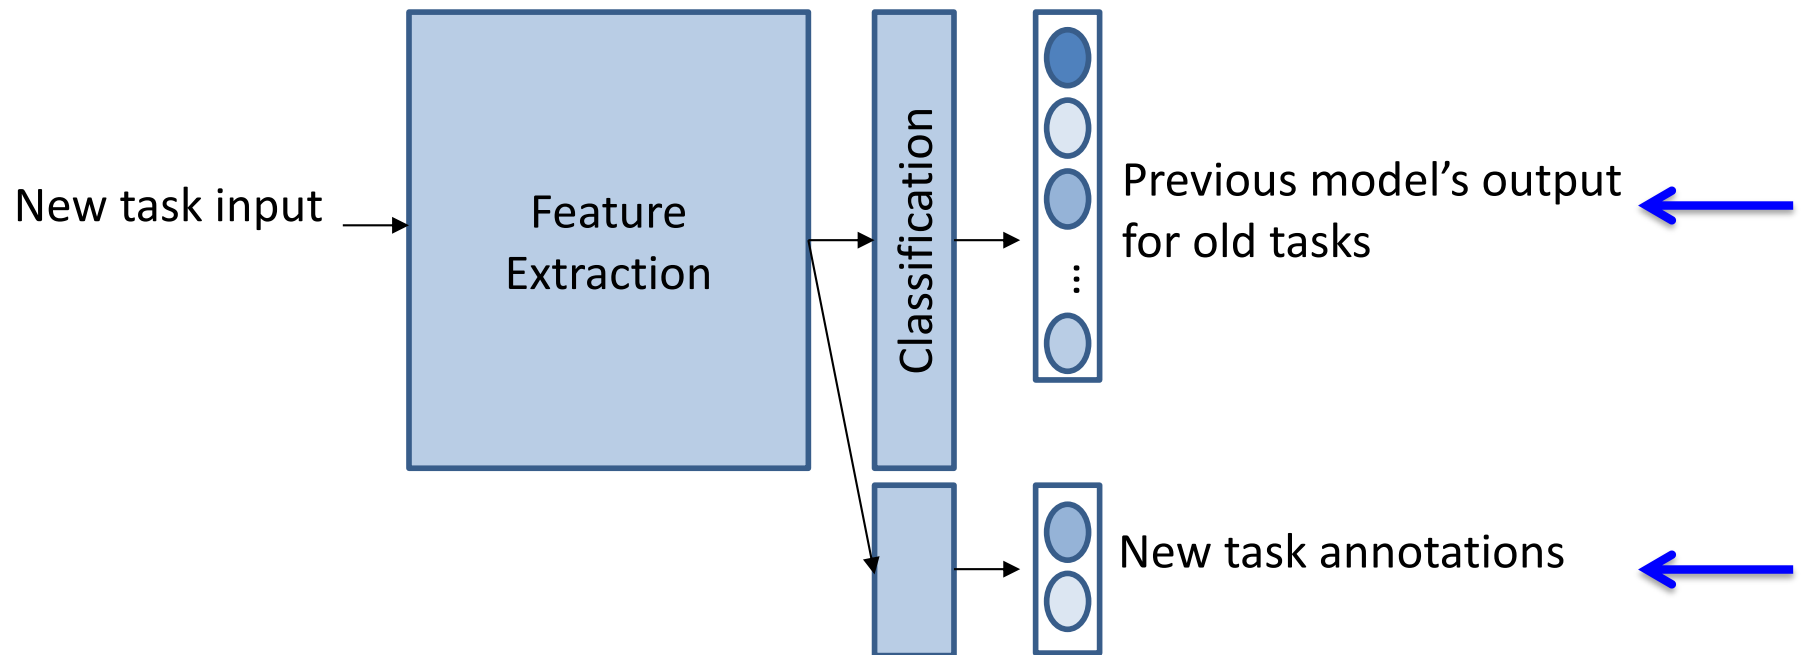 New task input
Feature
Extraction
Classification
Previous model’s output
for old tasks
...
New task annotations